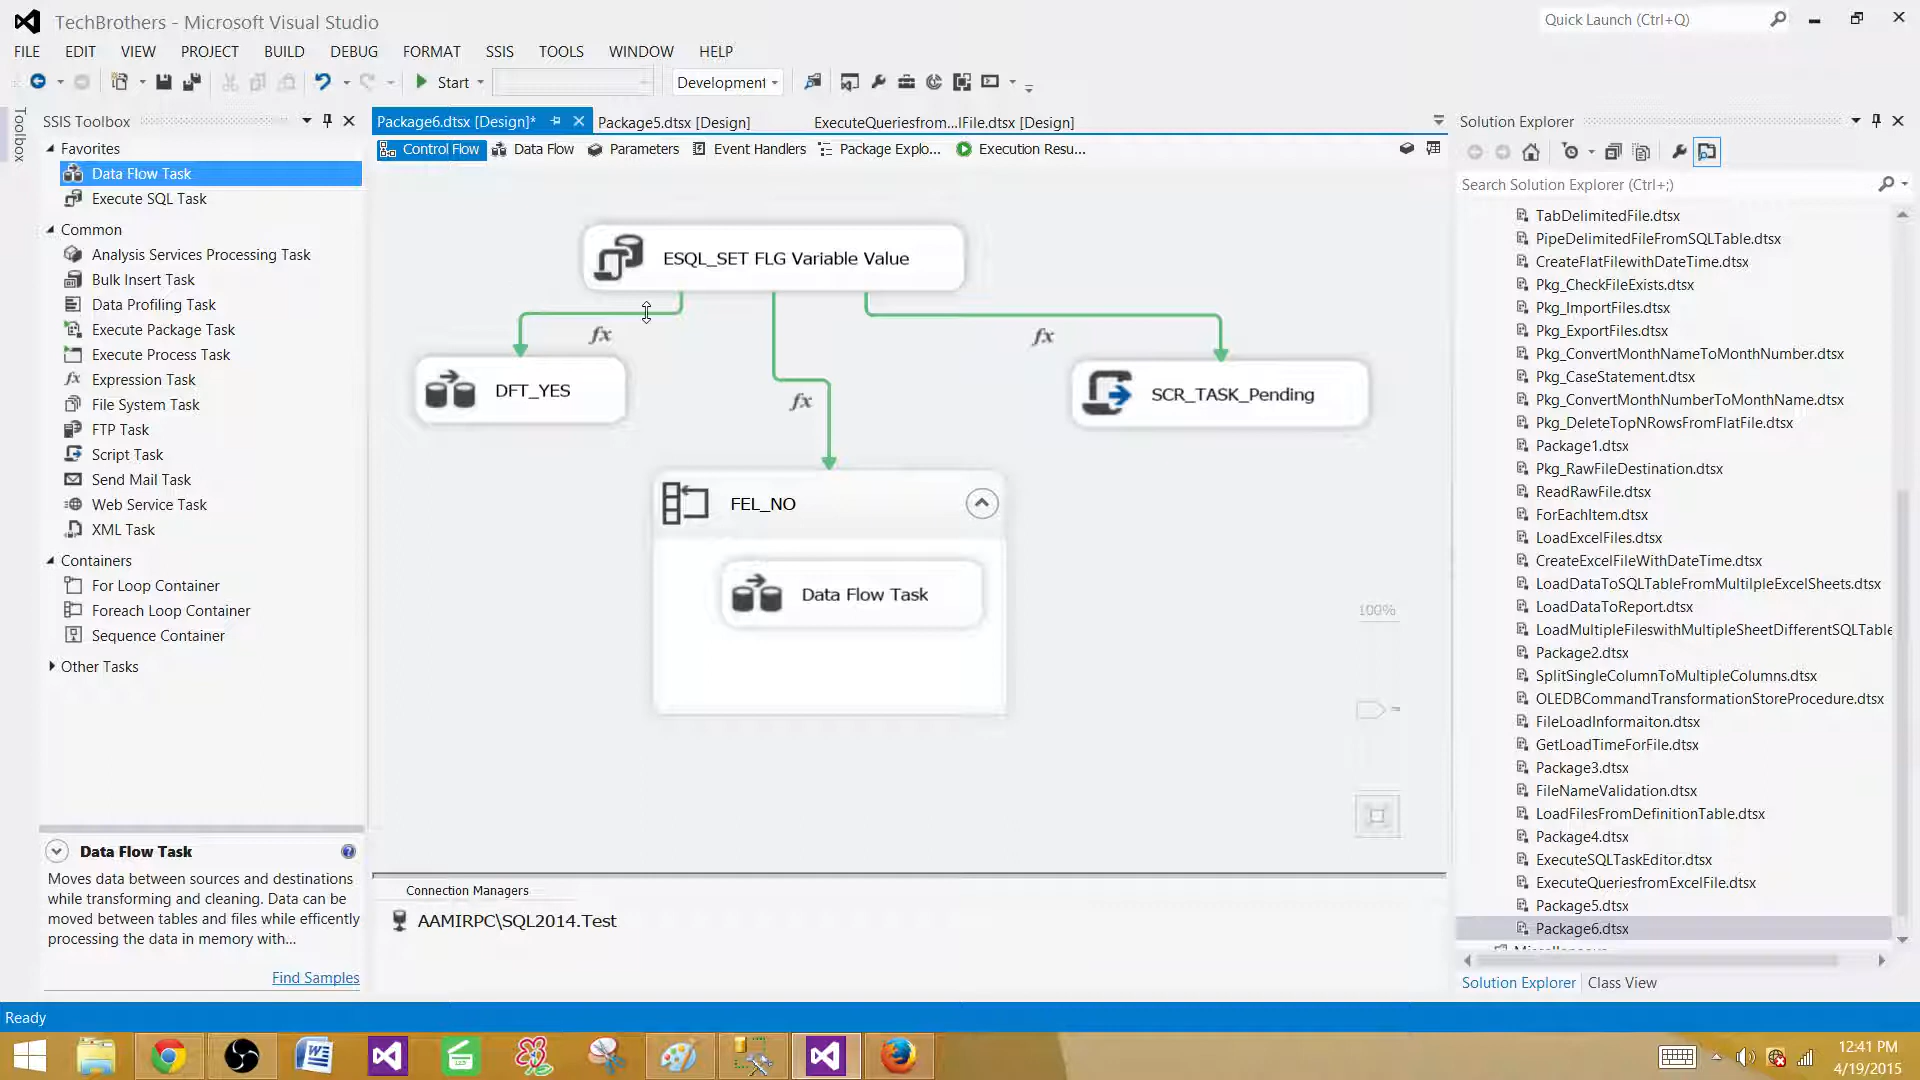 TechBrothers - Microsoft Visual Studio
Quick Launch (Ctrl+Q)
FILE EDIT VIEW PROJECT BUILD DEBUG FORMAT SSIS TOOLS WINDOW HELP
Start
Development
Toolbox
SSIS Toolbox
Favorites
Data Flow Task
Execute SQL Task
Common
Analysis Services Processing Task
Bulk Insert Task
Data Profiling Task
Execute Package Task
Execute Process Task
fx Expression Task
File System Task
FTP Task
Script Task
Send Mail Task
Web Service Task
XML Task
Containers
For Loop Container
Foreach Loop Container
Sequence Container
Other Tasks
Data Flow Task
Moves data between sources and destinations
while transforming and cleaning. Data can be
moved between tables and files while efficently
processing the data in memory with...
Find Samples
Package6.dtsx [Design]*
Package5.dtsx [Design]
ExecuteQueriesfrom...lFile.dtsx [Design]
Control Flow
Data Flow
Parameters
Event Handlers
Package Explo...
Execution Resu...
ESQL_SET FLG Variable Value
fx
fx
DFT_YES
SCR_TASK_Pending
fx
FEL_NO
Data Flow Task
100%
Connection Managers
AAMIRPC\SQL2014.Test
Solution Explorer
Search Solution Explorer (Ctrl+;)
TabDelimitedFile.dtsx
PipeDelimitedFileFromSQLTable.dtsx
CreateFlatFilewithDateTime.dtsx
Pkg_CheckFileExists.dtsx
Pkg_ImportFiles.dtsx
Pkg_ExportFiles.dtsx
Pkg_ConvertMonthNameToMonthNumber.dtsx
Pkg_CaseStatement.dtsx
Pkg_ConvertMonthNumberToMonthName.dtsx
Pkg_DeleteTopNRowsFromFlatFile.dtsx
Package1.dtsx
Pkg_RawFileDestination.dtsx
ReadRawFile.dtsx
ForEachItem.dtsx
LoadExcelFiles.dtsx
CreateExcelFileWithDateTime.dtsx
LoadDataToSQLTableFromMultilpleExcelSheets.dtsx
LoadDataToReport.dtsx
LoadMultipleFileswithMultipleSheetDifferentSQLTable
Package2.dtsx
SplitSingleColumnToMultipleColumns.dtsx
OLEDBCommandTransformationStoreProcedure.dtsx
FileLoadInformaiton.dtsx
GetLoadTimeForFile.dtsx
Package3.dtsx
FileNameValidation.dtsx
LoadFilesFromDefinitionTable.dtsx
Package4.dtsx
ExecuteSQLTaskEditor.dtsx
ExecuteQueriesfromExcelFile.dtsx
Package5.dtsx
Package6.dtsx
Miscellaneous
Solution Explorer
Class View
Ready
12:41 PM
4/19/2015